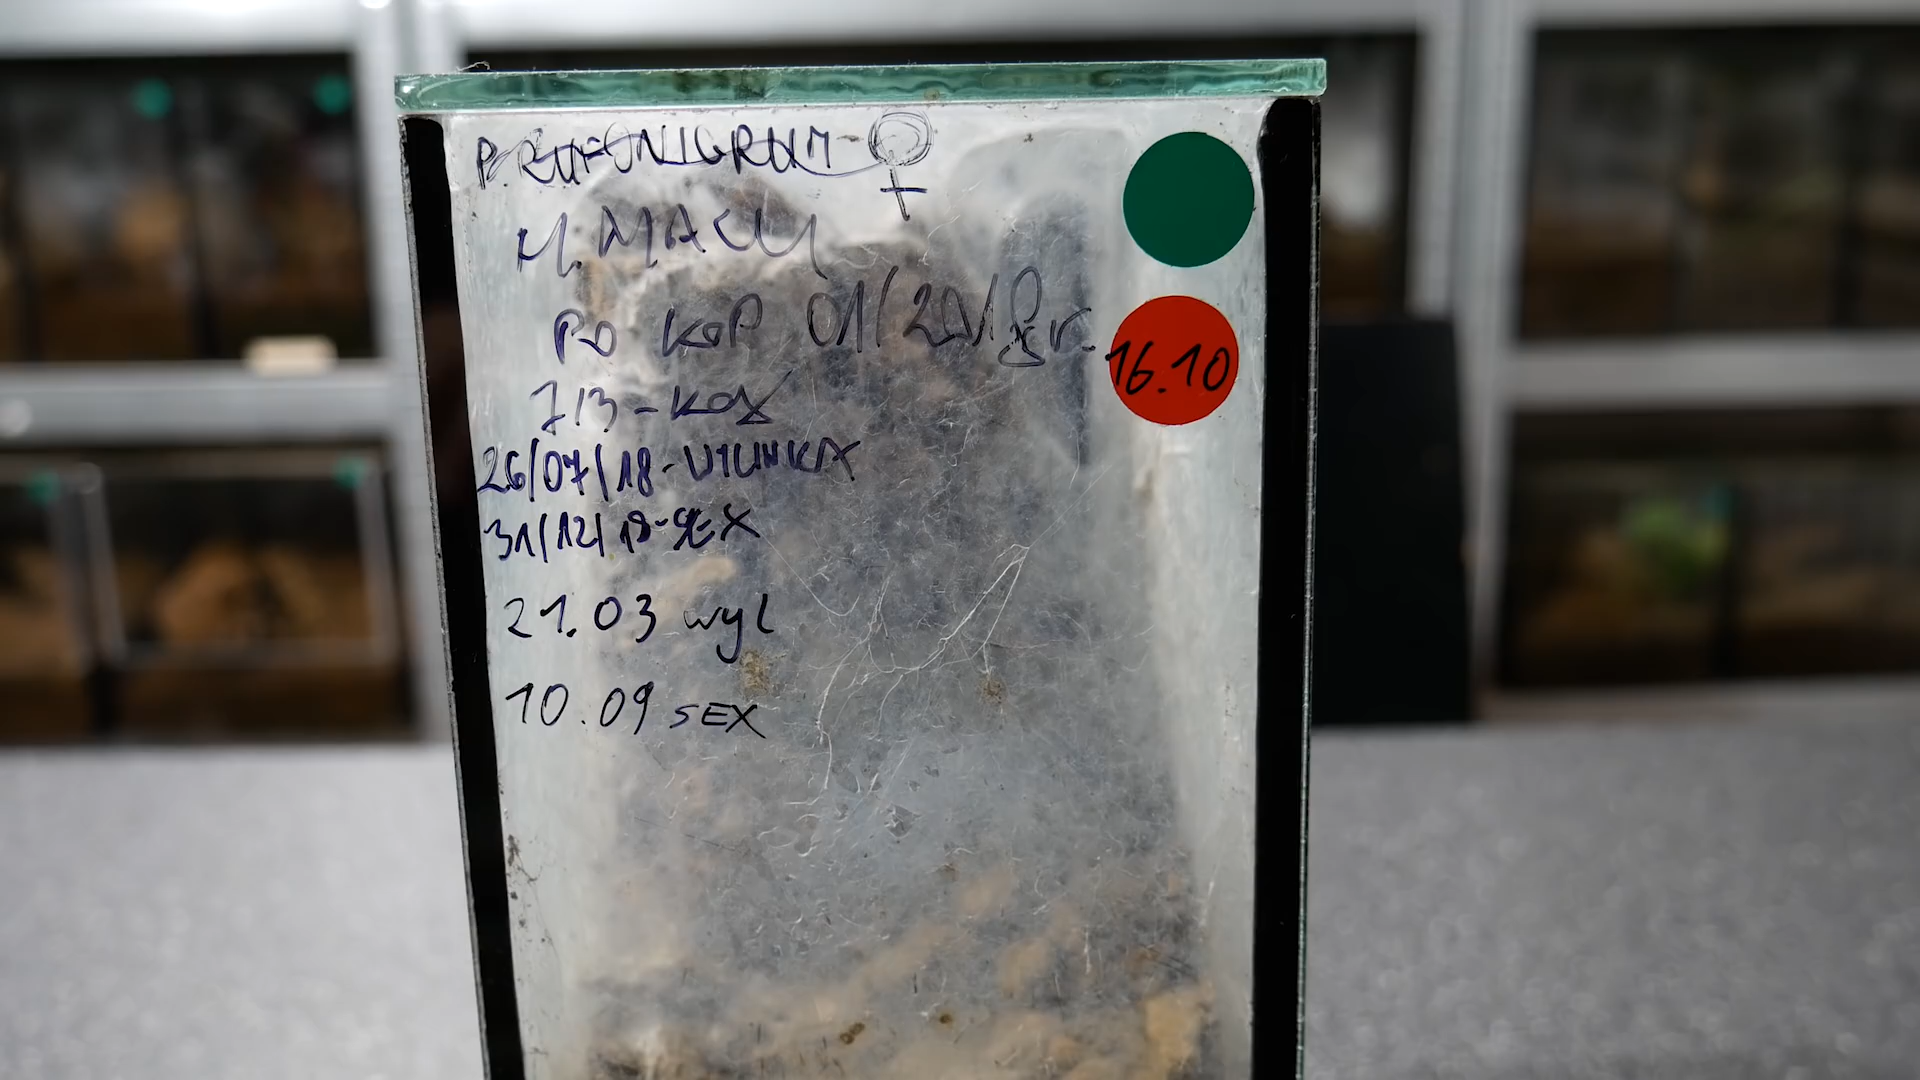 P. RUFONIGRUM - ♀
M. MACH
PO KOP 01/2018r.
7/3 - KOK
26/07/18 - WYLINKA
31/12/18 - SEX
21.03 wyl
10.09 SEX
16.10